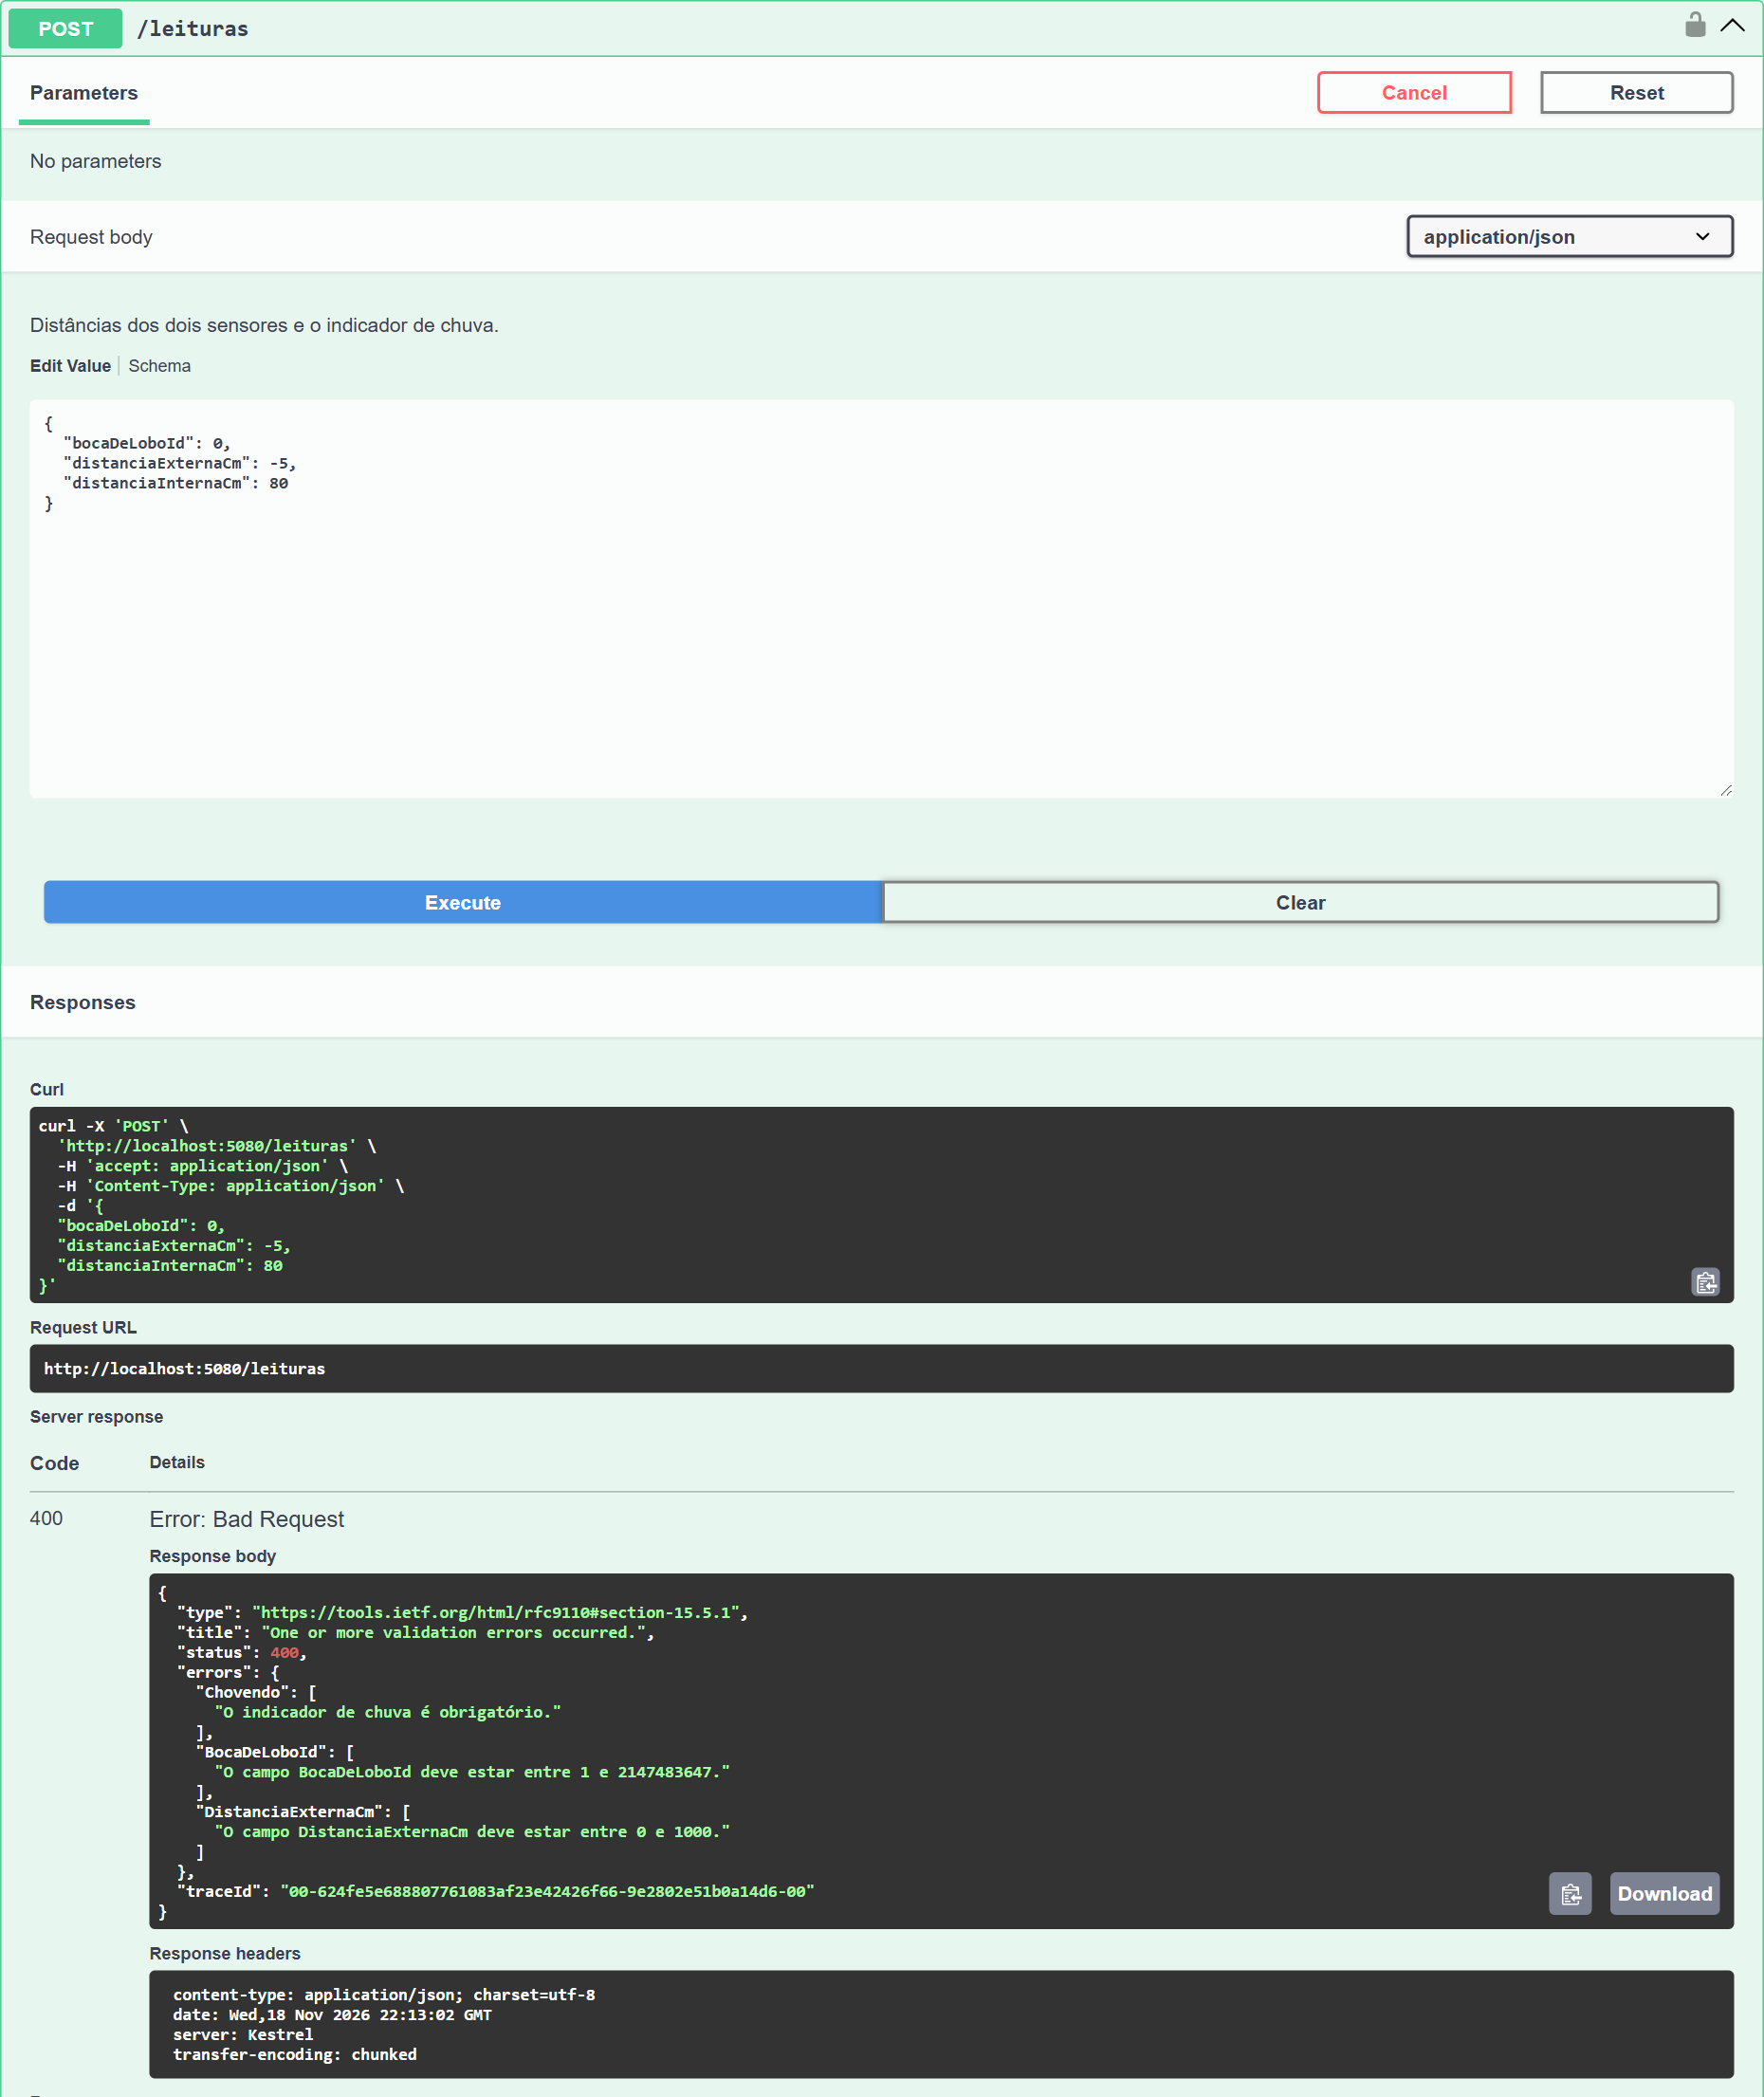 POST /leituras
Parameters
Cancel
Reset
No parameters
Request body
application/json
Distâncias dos dois sensores e o indicador de chuva.
Edit Value
Schema
{
  "bocaDeLoboId": 0,
  "distanciaExternaCm": -5,
  "distanciaInternaCm": 80
}
Execute
Clear
Responses
Curl
curl -X 'POST' \
  'http://localhost:5080/leituras' \
  -H 'accept: application/json' \
  -H 'Content-Type: application/json' \
  -d '{
  "bocaDeLoboId": 0,
  "distanciaExternaCm": -5,
  "distanciaInternaCm": 80
}'
Request URL
http://localhost:5080/leituras
Server response
Code
Details
400
Error: Bad Request
Response body
{
  "type": "https://tools.ietf.org/html/rfc9110#section-15.5.1",
  "title": "One or more validation errors occurred.",
  "status": 400,
  "errors": {
    "Chovendo": [
      "O indicador de chuva é obrigatório."
    ],
    "BocaDeLoboId": [
      "O campo BocaDeLoboId deve estar entre 1 e 2147483647."
    ],
    "DistanciaExternaCm": [
      "O campo DistanciaExternaCm deve estar entre 0 e 1000."
    ]
  },
  "traceId": "00-624fe5e688807761083af23e42426f66-9e2802e51b0a14d6-00"
}
Download
Response headers
content-type: application/json; charset=utf-8
date: Wed,18 Nov 2026 22:13:02 GMT
server: Kestrel
transfer-encoding: chunked